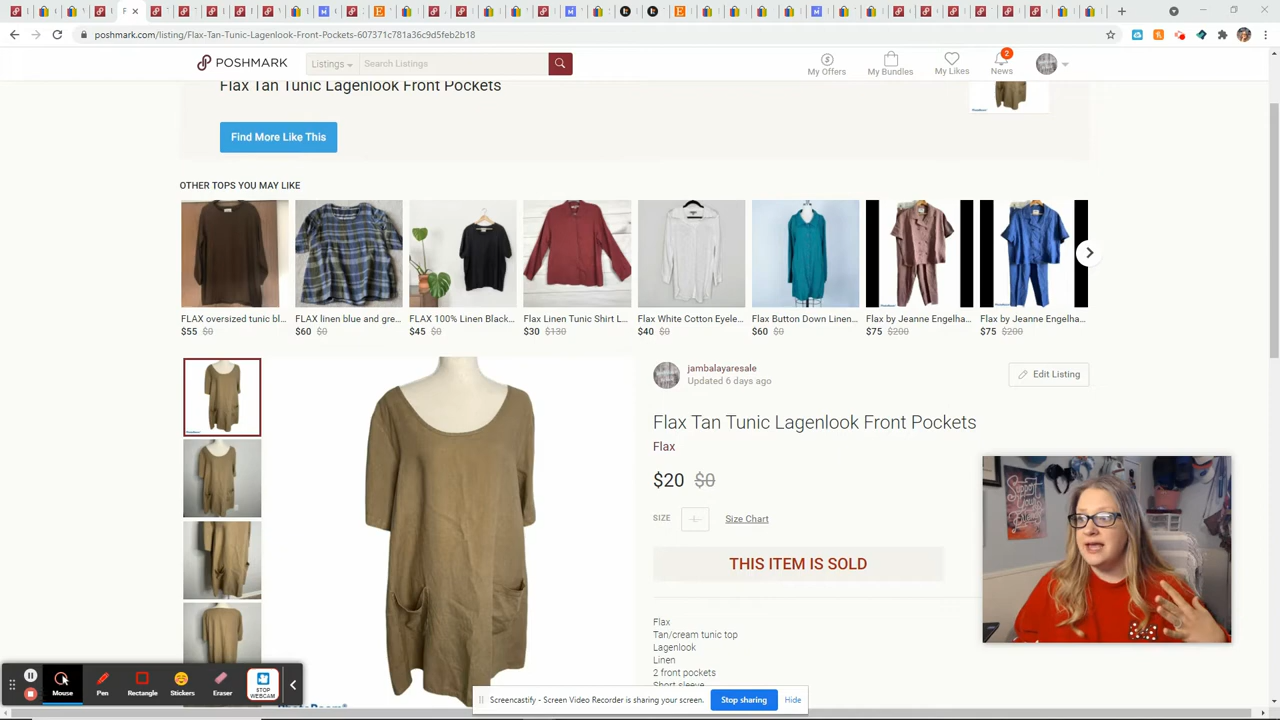 F
poshmark.com/listing/Flax-Tan-Tunic-Lagenlook-Front-Pockets-607371c781a36c9d5feb2b18
POSHMARK
Listings
Search Listings
My Offers
My Bundles
My Likes
2
News
Flax Tan Tunic Lagenlook Front Pockets
Find More Like This
OTHER TOPS YOU MAY LIKE
FLAX oversized tunic bl...
$55 $0
FLAX linen blue and gre...
$60 $0
FLAX 100% Linen Black...
$45 $0
Flax Linen Tunic Shirt L...
$30 $130
Flax White Cotton Eyele...
$40 $0
Flax Button Down Linen...
$60 $0
Flax by Jeanne Engelha...
$75 $200
Flax by Jeanne Engelha...
$75 $200
jambalayaresale
Updated 6 days ago
Edit Listing
Flax Tan Tunic Lagenlook Front Pockets
Flax
$20 $0
SIZE
Size Chart
THIS ITEM IS SOLD
Flax
Tan/cream tunic top
Lagenlook
Linen
2 front pockets
Short sleeve
Support
Your
Mouse
Pen
Rectangle
Stickers
Eraser
STOP
WEBCAM
Screencastify - Screen Video Recorder is sharing your screen.
Stop sharing
Hide